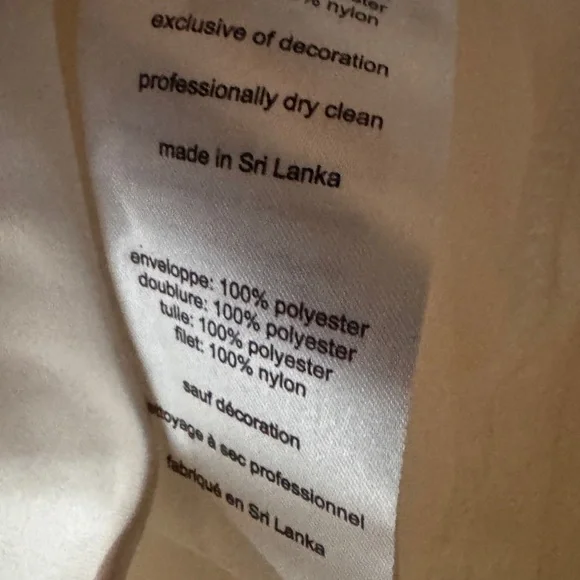 % nylon
exclusive of decoration
professionally dry clean
made in Sri Lanka
enveloppe: 100% polyester
doublure: 100% polyester
tulle: 100% polyester
filet: 100% nylon
sauf décoration
à sec professionnel
fabriqué en Sri Lanka